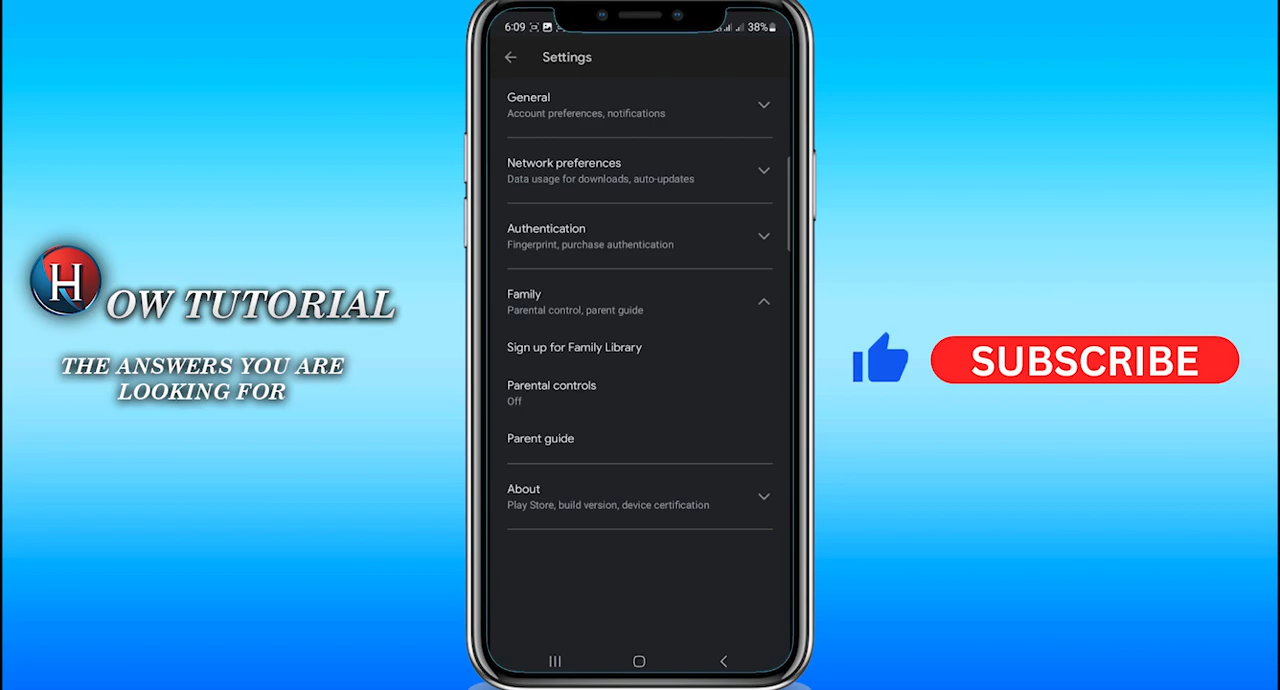 6:09
38%
Settings
General
Account preferences, notifications
Network preferences
Data usage for downloads, auto-updates
Authentication
Fingerprint, purchase authentication
Family
Parental control, parent guide
Sign up for Family Library
Parental controls
Off
Parent guide
About
Play Store, build version, device certification
HOW TUTORIAL
THE ANSWERS YOU ARE
LOOKING FOR
SUBSCRIBE